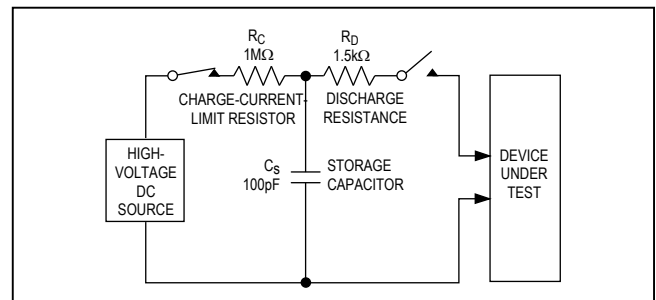 RC
1MΩ
RD
1.5kΩ
CHARGE-CURRENT-
LIMIT RESISTOR
DISCHARGE
RESISTANCE
HIGH-
VOLTAGE
DC
SOURCE
CS
100pF
STORAGE
CAPACITOR
DEVICE
UNDER
TEST